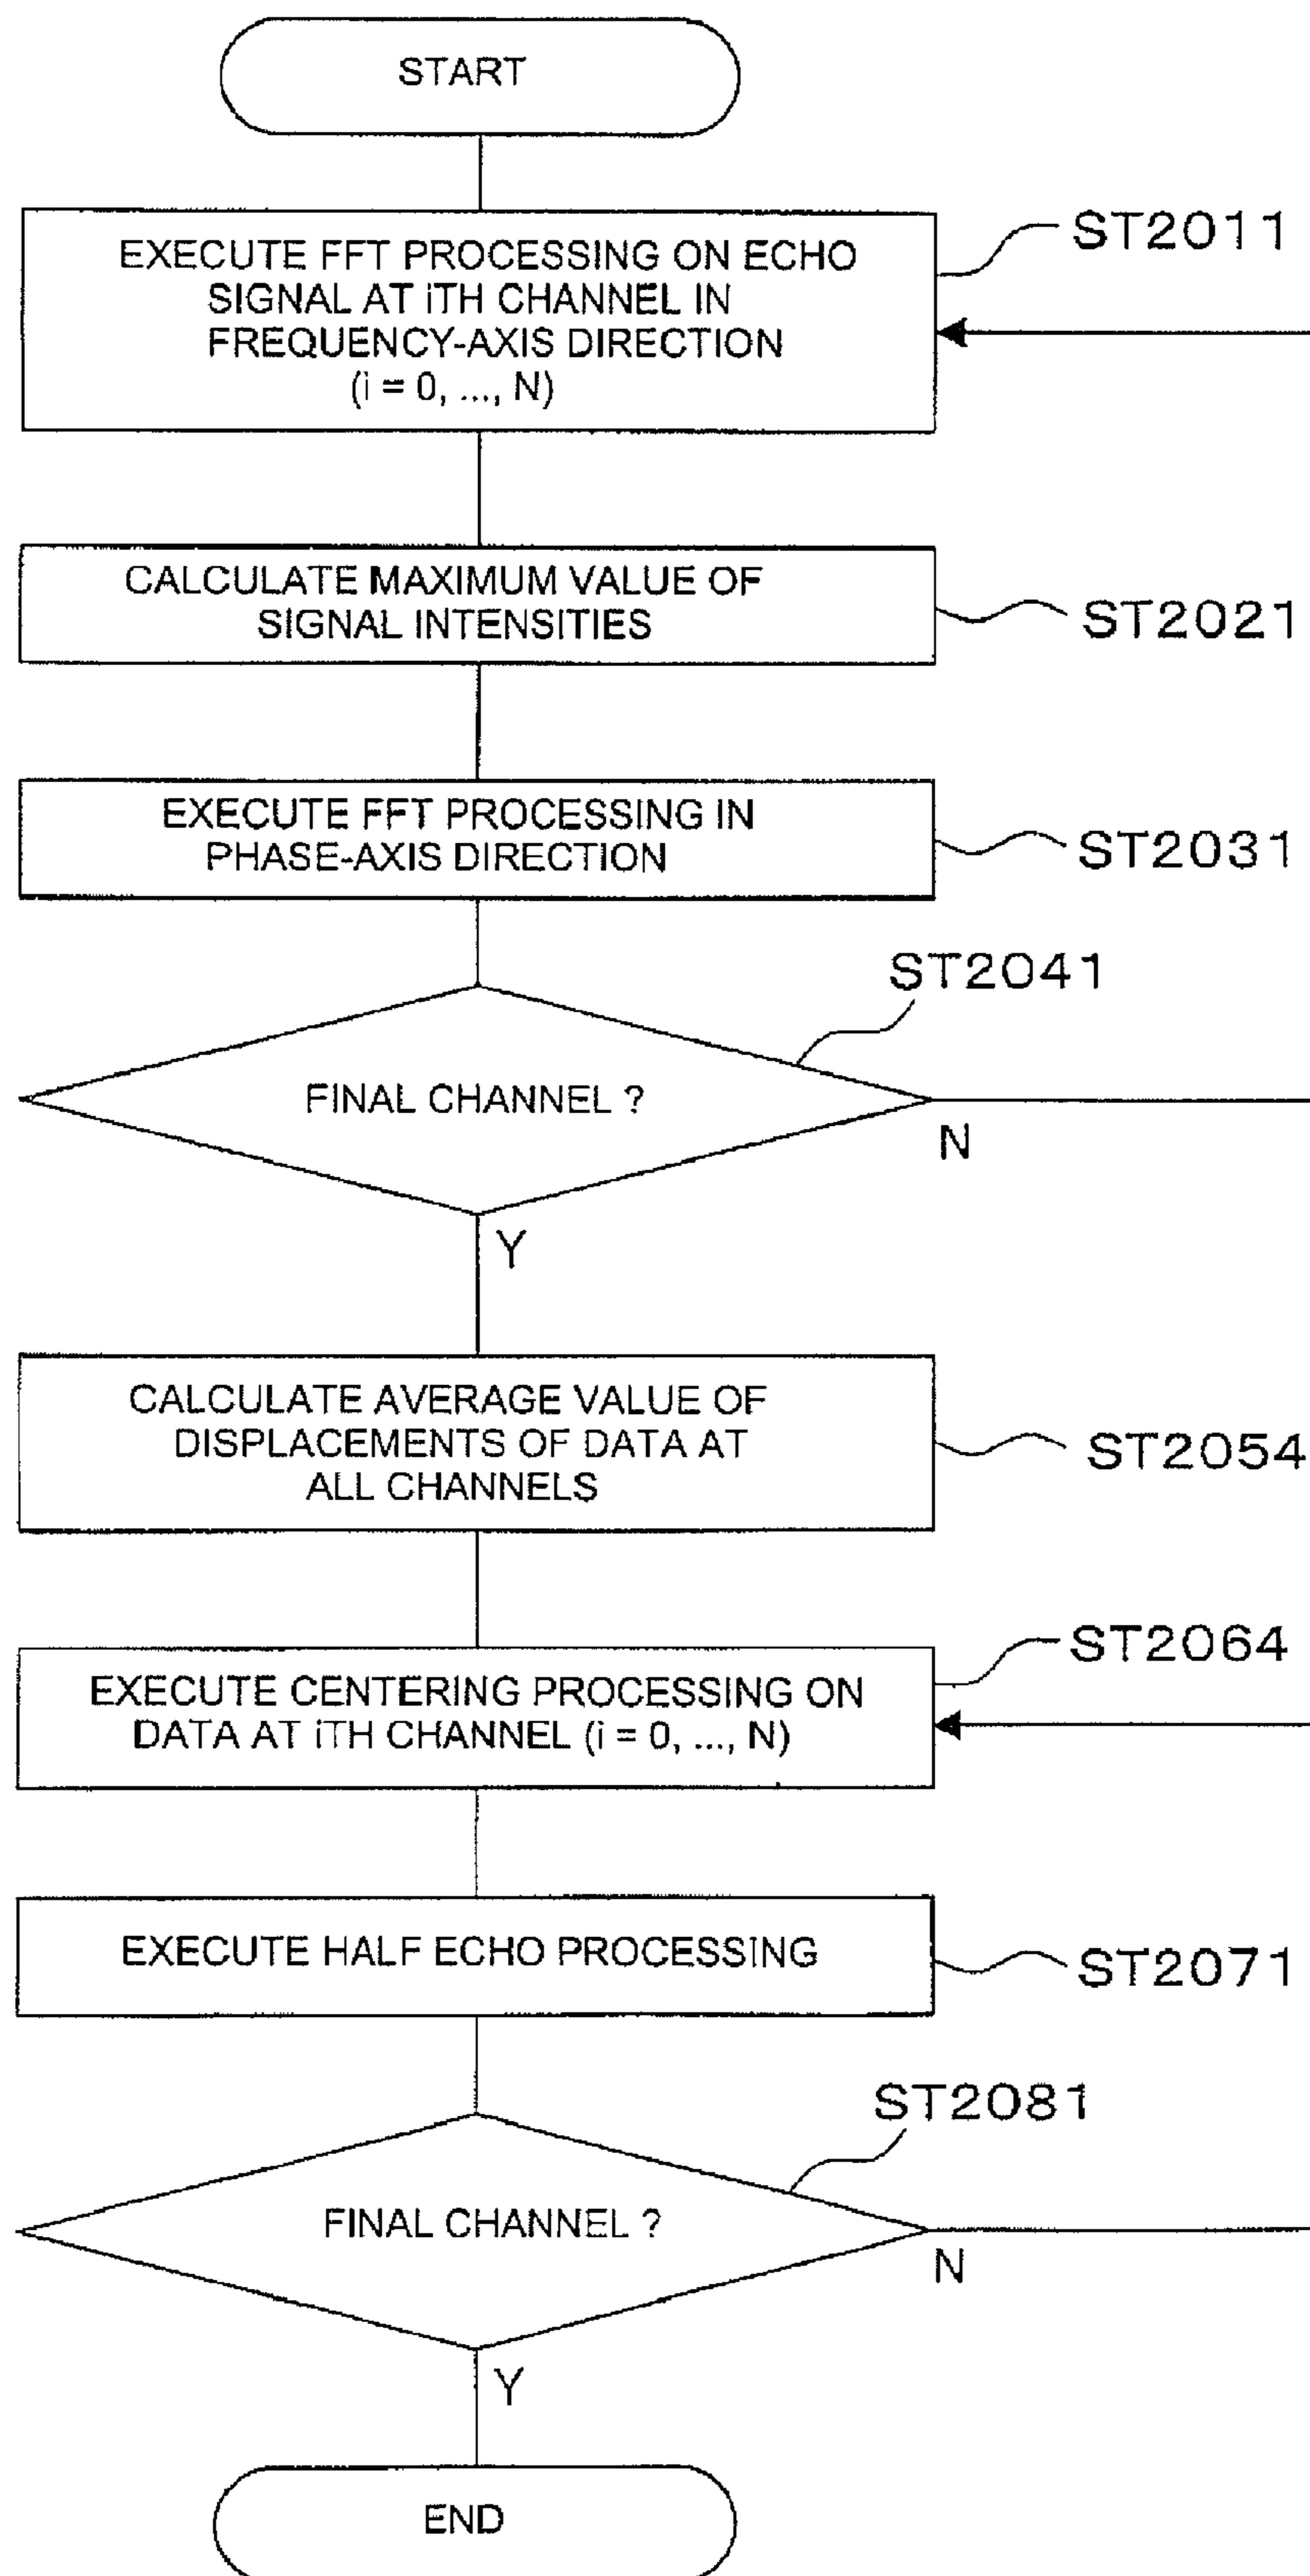 START
EXECUTE FFT PROCESSING ON ECHO
SIGNAL AT iTH CHANNEL IN
FREQUENCY-AXIS DIRECTION
(i = 0, ..., N)
ST2011
CALCULATE MAXIMUM VALUE OF
SIGNAL INTENSITIES
ST2021
EXECUTE FFT PROCESSING IN
PHASE-AXIS DIRECTION
ST2031
ST2041
FINAL CHANNEL ?
N
Y
CALCULATE AVERAGE VALUE OF
DISPLACEMENTS OF DATA AT
ALL CHANNELS
ST2054
ST2064
EXECUTE CENTERING PROCESSING ON
DATA AT iTH CHANNEL (i = 0, ..., N)
EXECUTE HALF ECHO PROCESSING
ST2071
ST2081
FINAL CHANNEL ?
N
Y
END